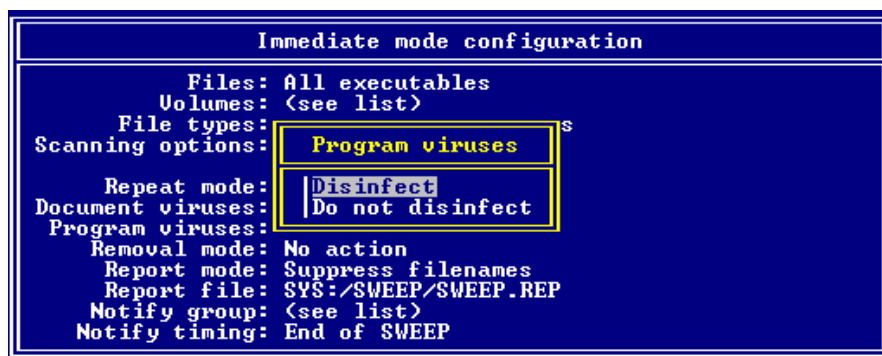 Immediate mode configuration
Files: All executables
Volumes: (see list)
File types: s
Scanning options:
Program viruses
Repeat mode:
Disinfect
Document viruses:
Do not disinfect
Program viruses:
Removal mode: No action
Report mode: Suppress filenames
Report file: SYS:/SWEEP/SWEEP.REP
Notify group: (see list)
Notify timing: End of SWEEP